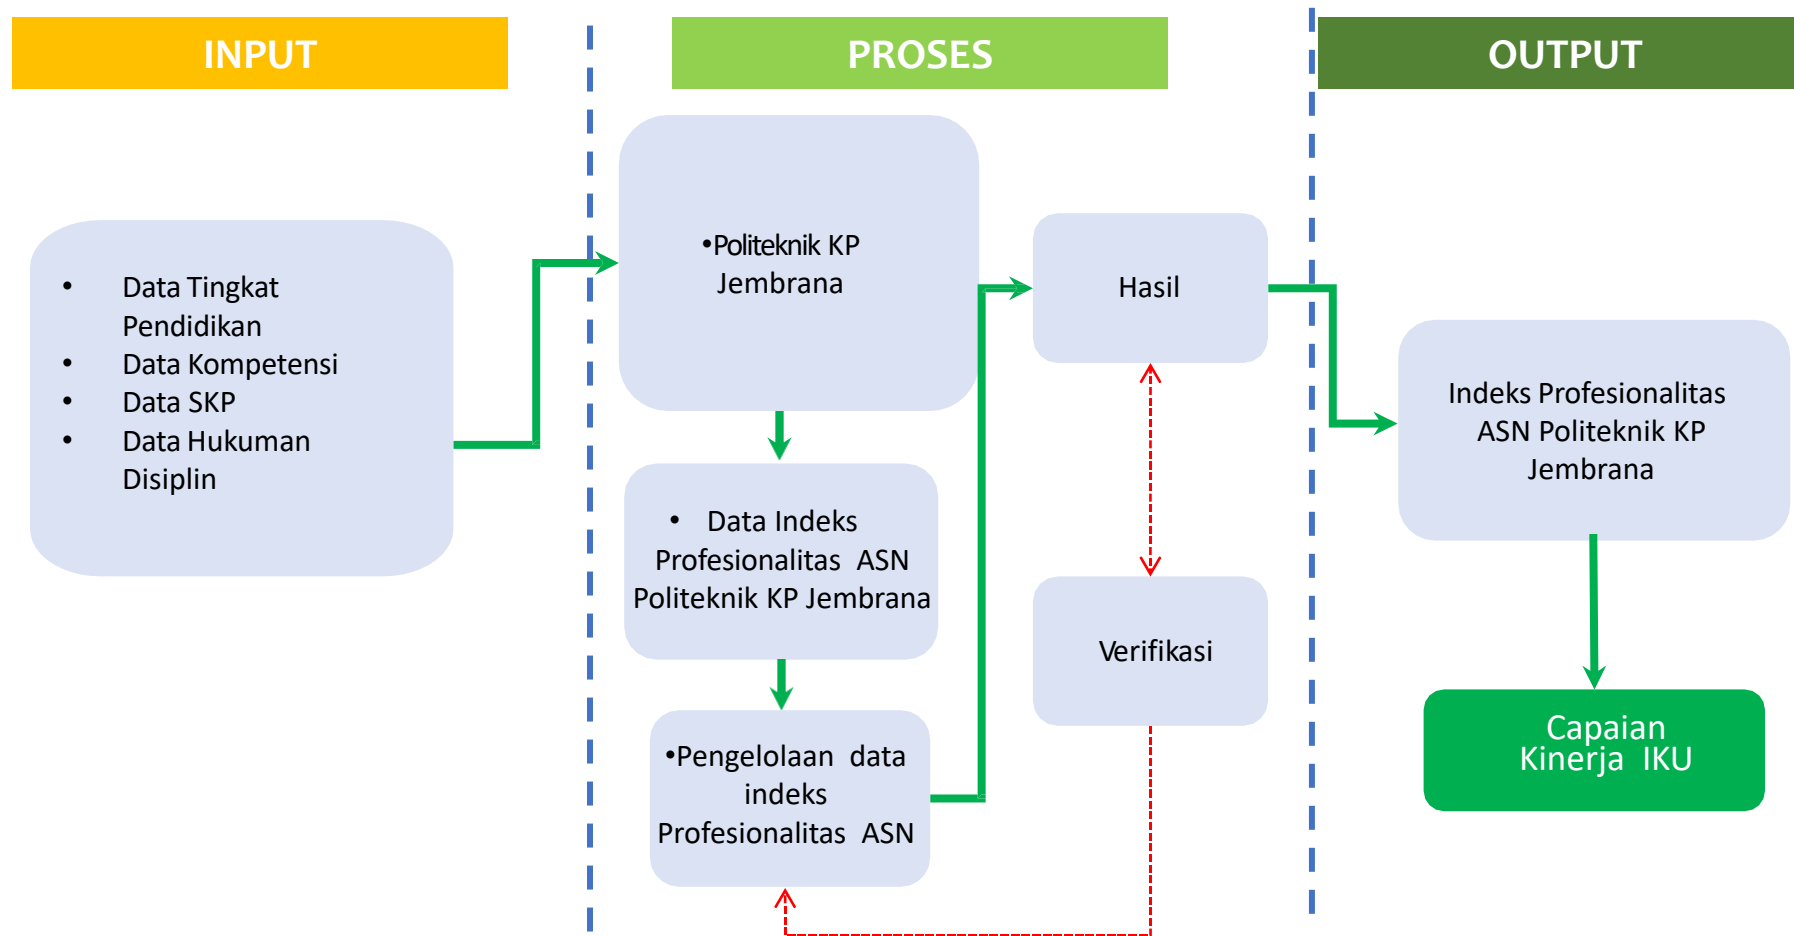 INPUT
PROSES
OUTPUT
• Data Tingkat
Pendidikan
• Data Kompetensi
• Data SKP
• Data Hukuman
Disiplin
•Politeknik KP
Jembrana
• Data Indeks
Profesionalitas ASN
Politeknik KP Jembrana
•Pengelolaan data
indeks
Profesionalitas ASN
Hasil
Verifikasi
Indeks Profesionalitas
ASN Politeknik KP
Jembrana
Capaian
Kinerja IKU